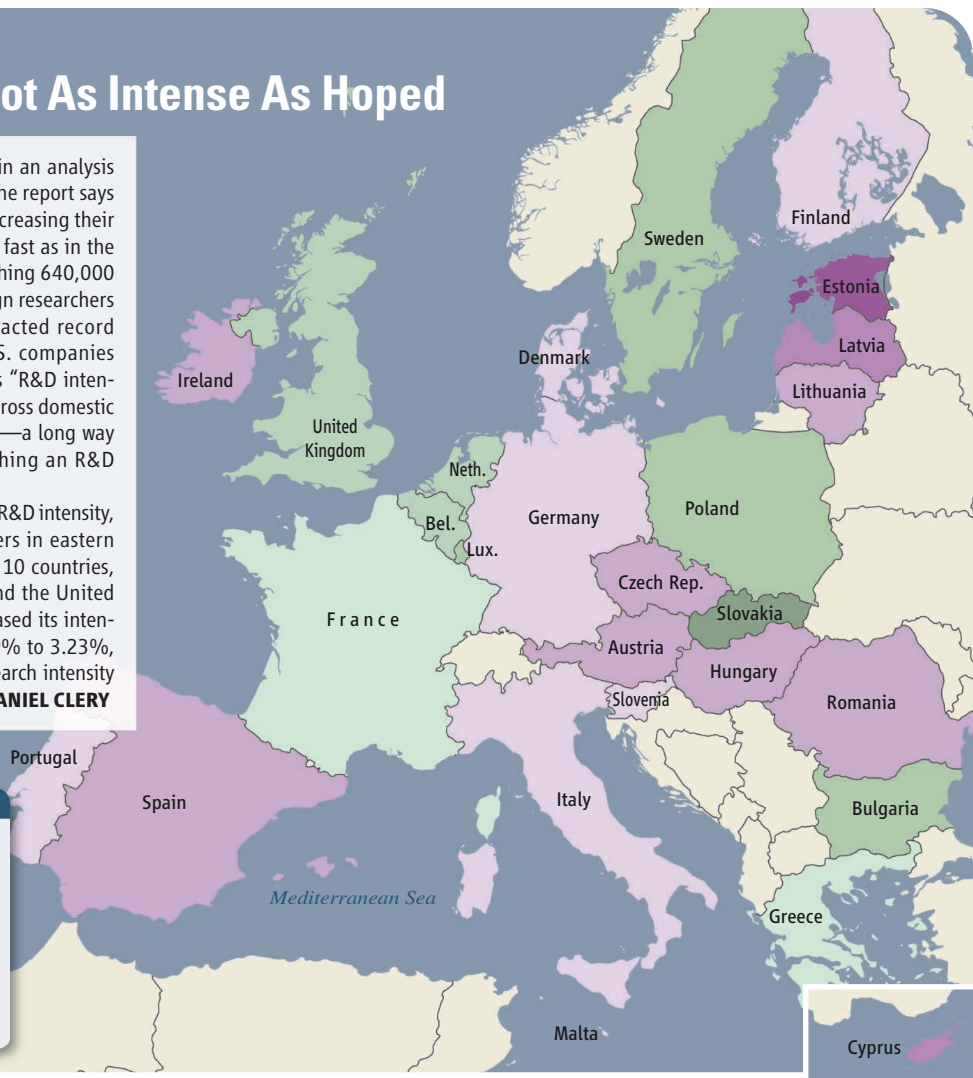 ot As Intense As Hoped
in an analysis
he report says
creasing their
fast as in the
hing 640,000
gn researchers
acted record
S. companies
s “R&D inten-
ross domestic
—a long way
hing an R&D
R&D intensity,
ers in eastern
10 countries,
nd the United
ased its inten-
% to 3.23%,
earch intensity
ANIEL CLERY
Finland
Sweden
Estonia
Latvia
Denmark
Ireland
Lithuania
United
Kingdom
Neth.
Poland
Germany
Bel.
Lux.
Czech Rep.
France
Slovakia
Austria
Hungary
Slovenia
Romania
Portugal
Spain
Italy
Bulgaria
Mediterranean Sea
Greece
Malta
Cyprus